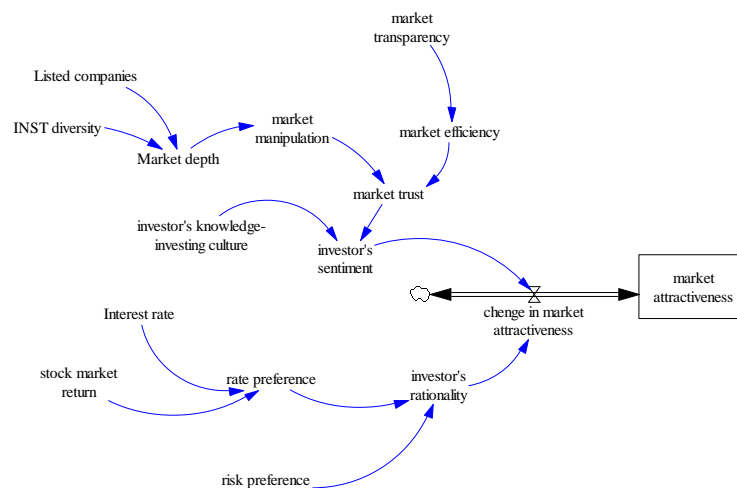 market
transparency
Listed companies
INST diversity
market
manipulation
market efficiency
Market depth
market trust
investor's knowledge-
investing culture
investor's
sentiment
market
attractiveness
chenge in market
attractiveness
Interest rate
stock market
return
rate preference
investor's
rationality
risk preference